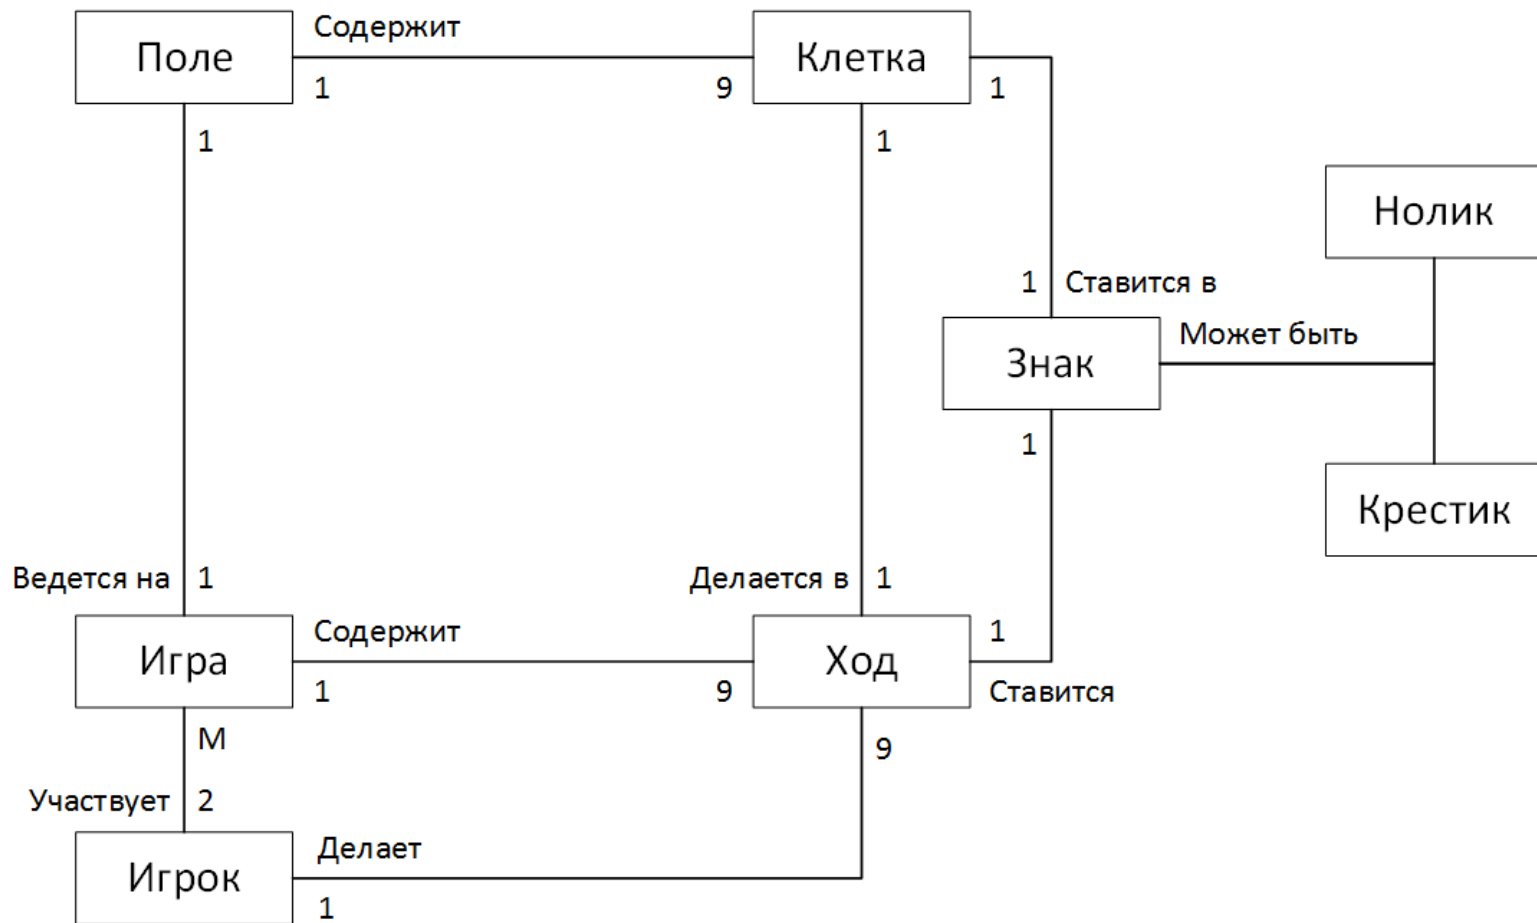 Содержит
Поле
Клетка
1
9
1
1
1
Нолик
1
Ставится в
Может быть
Знак
1
Крестик
Ведется на
1
Делается в
1
Содержит
1
Игра
Ход
1
9
Ставится
М
9
Участвует
2
Делает
Игрок
1